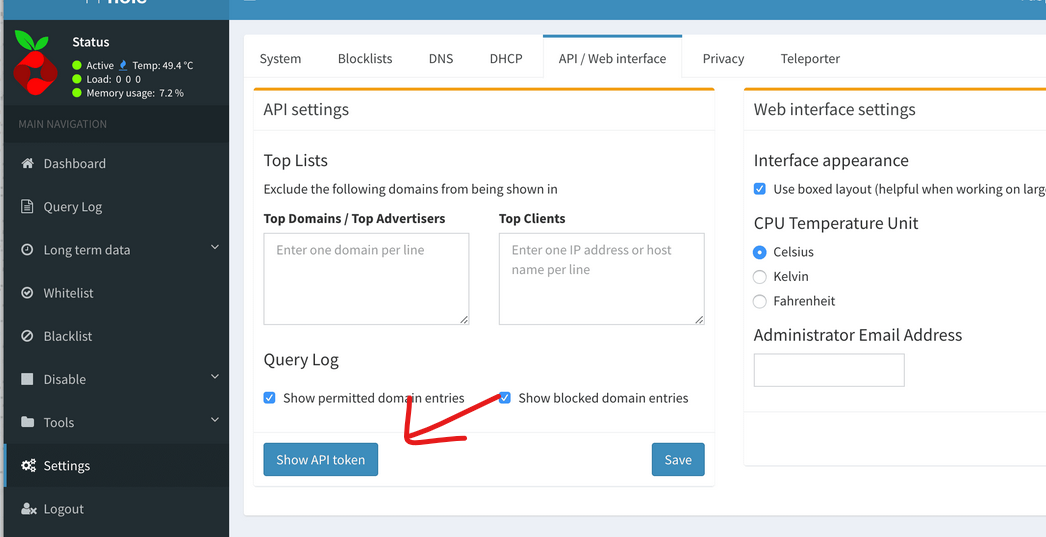 Status
Active Temp: 49.4 °C
Load: 0 0 0
Memory usage: 7.2 %
MAIN NAVIGATION
Dashboard
Query Log
Long term data
Whitelist
Blacklist
Disable
Tools
Settings
Logout
System Blocklists DNS DHCP API / Web interface Privacy Teleporter
API settings
Top Lists
Exclude the following domains from being shown in
Top Domains / Top Advertisers Top Clients
Enter one domain per line
Enter one IP address or host
name per line
Query Log
Show permitted domain entries Show blocked domain entries
Show API token Save
Web interface settings
Interface appearance
Use boxed layout (helpful when working on
CPU Temperature Unit
Celsius
Kelvin
Fahrenheit
Administrator Email Address